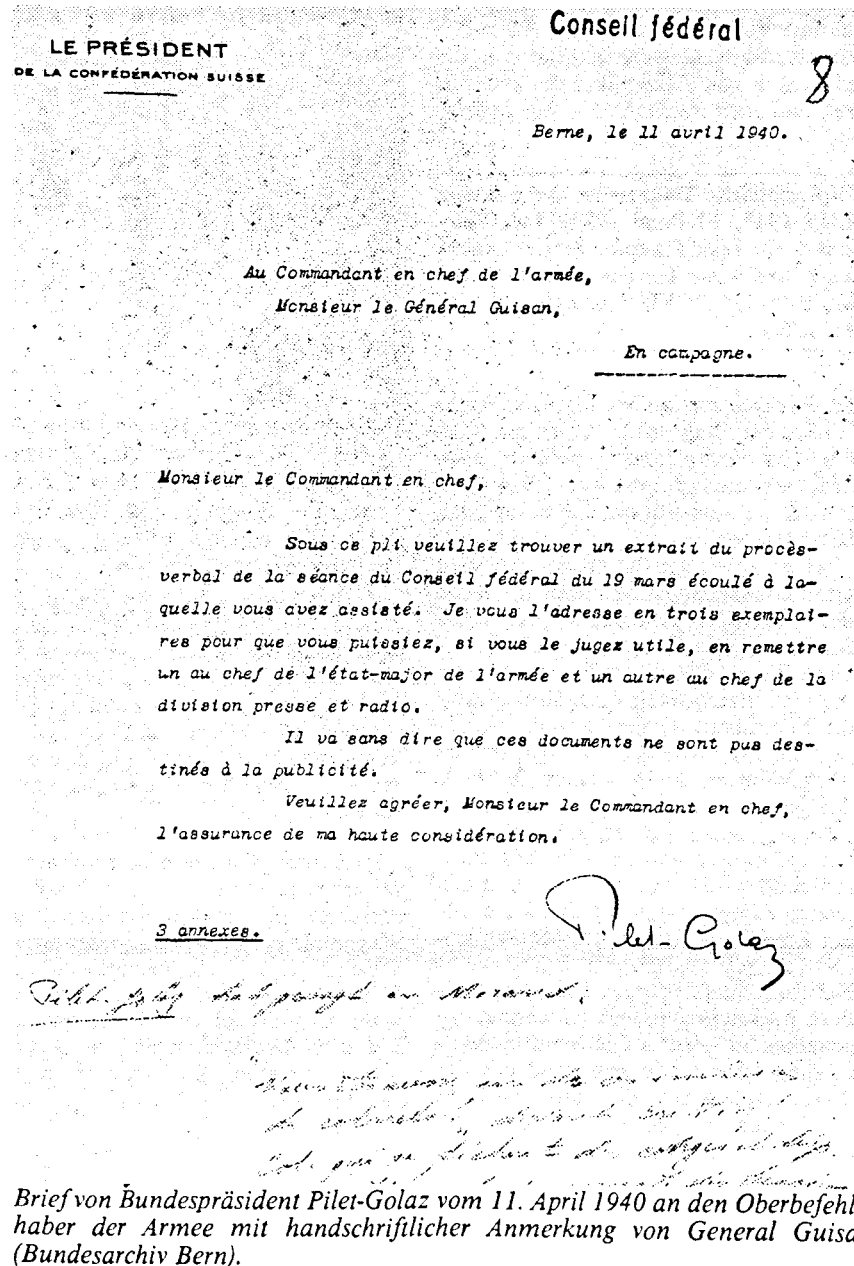 Conseil fédéral
LE PRÉSIDENT
DE LA CONFÉDÉRATION SUISSE
8
Berne, le 11 avril 1940.
Au Commandant en chef de l'armée,
Monsieur le Général Guisan,
En campagne.
Monsieur le Commandant en chef,
Sous ce pli veuillez trouver un extrait du procès-
verbal de la séance du Conseil fédéral du 19 mars écoulé à la-
quelle vous avez assisté. Je vous l'adresse en trois exemplai-
res pour que vous puissiez, si vous le jugez utile, en remettre
un au chef de l'état-major de l'armée et un autre au chef de la
division presse et radio.
Il va sans dire que ces documents ne sont pas des-
tinés à la publicité.
Veuillez agréer, Monsieur le Commandant en chef,
l'assurance de ma haute considération.
3 annexes.
Pilet-Golaz
Pilet-Golaz
Brief von Bundespräsident Pilet-Golaz vom 11. April 1940 an den Oberbefehl
haber der Armee mit handschriftlicher Anmerkung von General Guisa
(Bundesarchiv Bern).